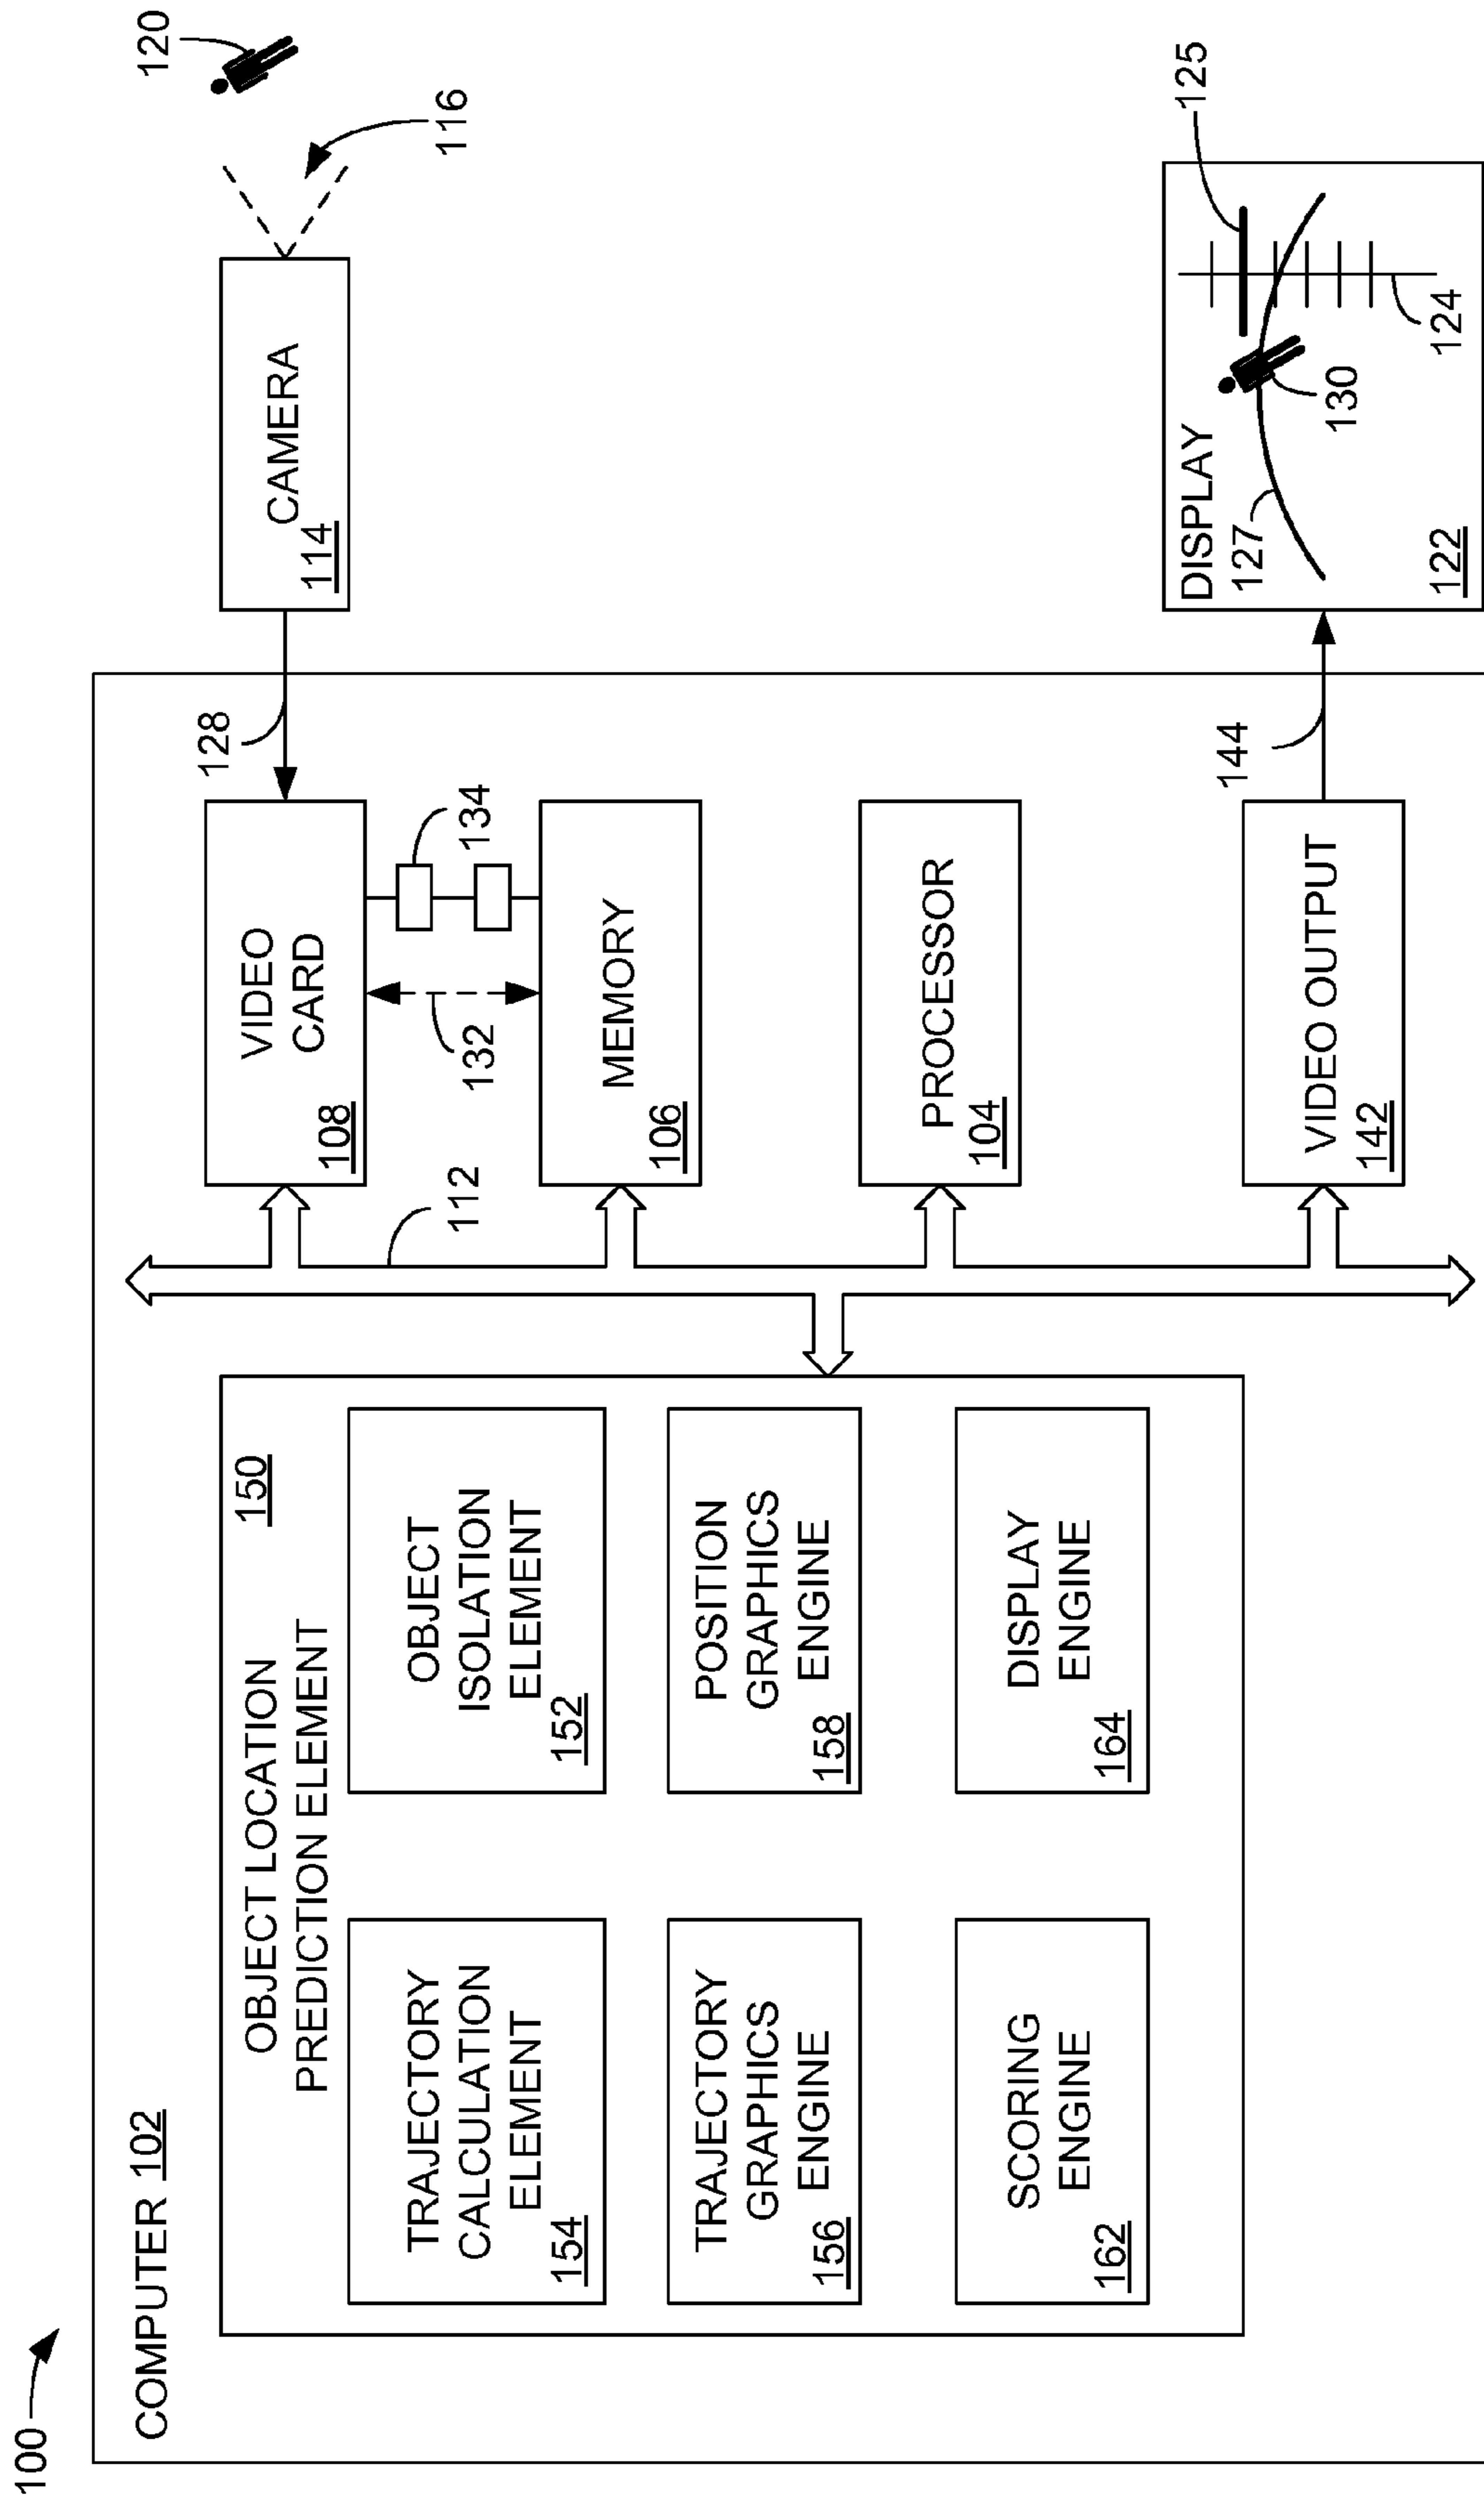 100
COMPUTER 102
OBJECT LOCATION
PREDICTION ELEMENT
150
TRAJECTORY
CALCULATION
ELEMENT
154
OBJECT
ISOLATION
ELEMENT
152
TRAJECTORY
GRAPHICS
ENGINE
156
POSITION
GRAPHICS
ENGINE
158
SCORING
ENGINE
162
DISPLAY
ENGINE
164
112
VIDEO
CARD
108
128
132
134
MEMORY
106
PROCESSOR
104
VIDEO OUTPUT
142
144
CAMERA
114
116
120
DISPLAY
127
122
130
124
125